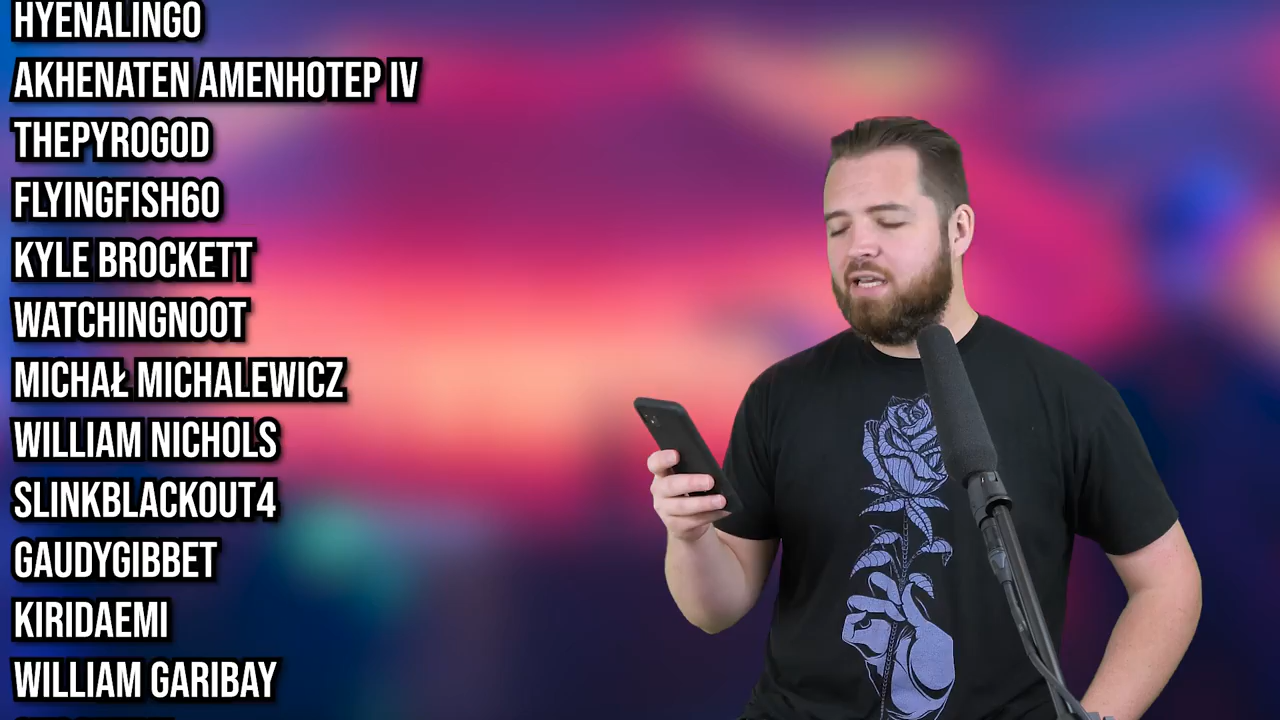 HYENALINGO
AKHENATEN AMENHOTEP IV
THEPYROGOD
FLYINGFISH60
KYLE BROCKETT
WATCHINGNOOT
MICHAŁ MICHALEWICZ
WILLIAM NICHOLS
SLINKBLACKOUT4
GAUDYGIBBET
KIRIDAEMI
WILLIAM GARIBAY